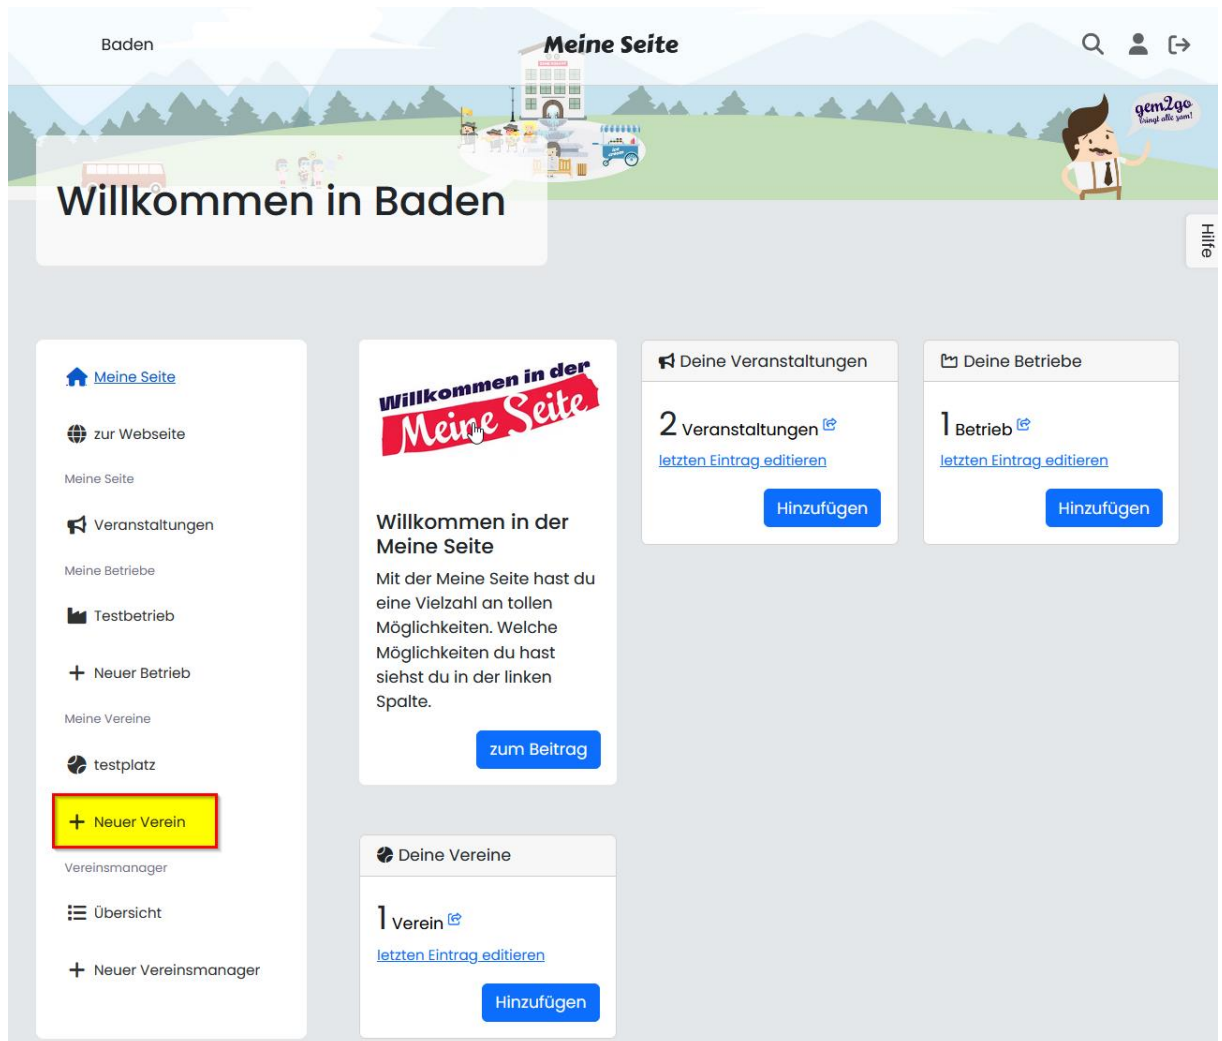 Baden
Meine Seite
gem2go
bringt alle zam!
Willkommen in Baden
Hilfe
Meine Seite
zur Webseite
Meine Seite
Veranstaltungen
Meine Betriebe
Testbetrieb
Neuer Betrieb
Meine Vereine
testplatz
Neuer Verein
Vereinsmanager
Übersicht
Neuer Vereinsmanager
Willkommen in der
Meine Seite
Willkommen in der
Meine Seite
Mit der Meine Seite hast du
eine Vielzahl an tollen
Möglichkeiten. Welche
Möglichkeiten du hast
siehst du in der linken
Spalte.
zum Beitrag
Deine Veranstaltungen
2 Veranstaltungen
letzten Eintrag editieren
Hinzufügen
Deine Betriebe
1 Betrieb
letzten Eintrag editieren
Hinzufügen
Deine Vereine
1 Verein
letzten Eintrag editieren
Hinzufügen